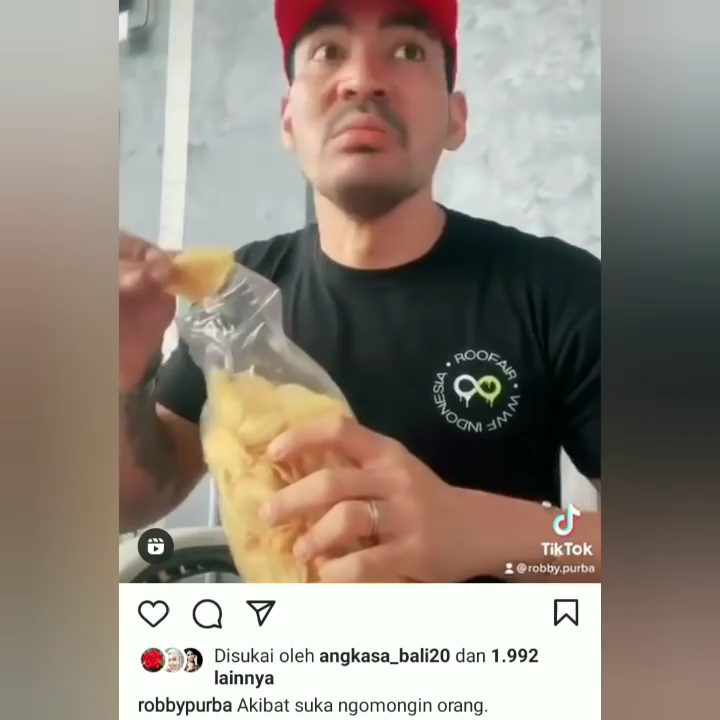 • ROOFAIR • WWF INDONESIA
TikTok
@robby.purba
Disukai oleh angkasa_bali20 dan 1.992
lainnya
robbypurba Akibat suka ngomongin orang.